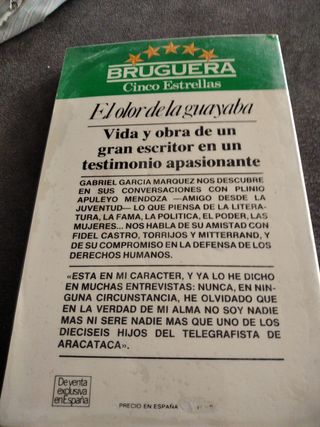 BRUGUERA
Cinco Estrellas
El olor de la guayaba
Vida y obra de un
gran escritor en un
testimonio apasionante
GABRIEL GARCIA MARQUEZ NOS DESCUBRE
EN SUS CONVERSACIONES CON PLINIO
APULEYO MENDOZA —AMIGO DESDE LA
JUVENTUD— LO QUE PIENSA DE LA LITERA-
TURA, LA FAMA, LA POLITICA, EL PODER, LAS
MUJERES... NOS HABLA DE SU AMISTAD CON
FIDEL CASTRO, TORRIJOS Y MITTERRAND, Y
DE SU COMPROMISO EN LA DEFENSA DE LOS
DERECHOS HUMANOS.
«ESTA EN MI CARACTER, Y YA LO HE DICHO
EN MUCHAS ENTREVISTAS: NUNCA, EN NIN-
GUNA CIRCUNSTANCIA, HE OLVIDADO QUE
EN LA VERDAD DE MI ALMA NO SOY NADIE
MAS NI SERE NADIE MAS QUE UNO DE LOS
DIECISEIS HIJOS DEL TELEGRAFISTA DE
ARACATACA».
De venta
exclusiva
en España
PRECIO EN ESPAÑA